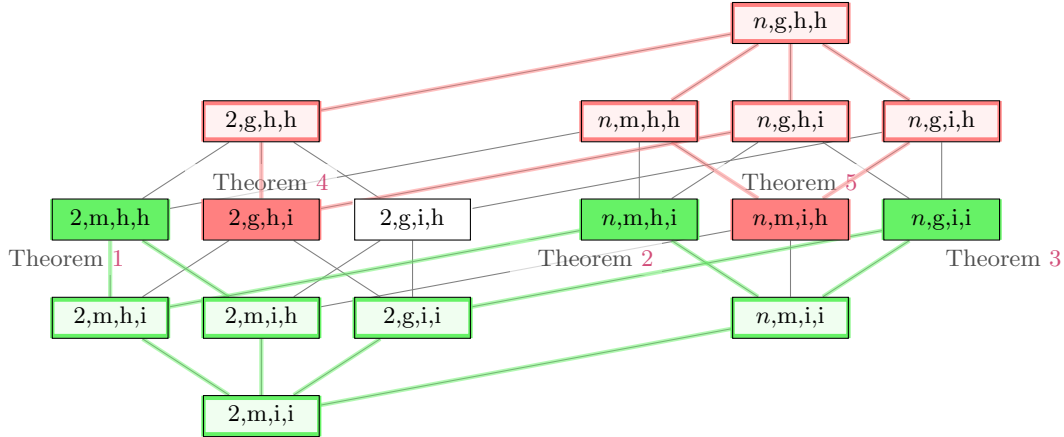 n,g,h,h
2,g,h,h n,m,h,h n,g,h,i n,g,i,h
Theorem 4 Theorem 5
2,m,h,h 2,g,h,i 2,g,i,h n,m,h,i n,m,i,h n,g,i,i
Theorem 1 Theorem 2 Theorem 3
2,m,h,i 2,m,i,h 2,g,i,i n,m,i,i
2,m,i,i